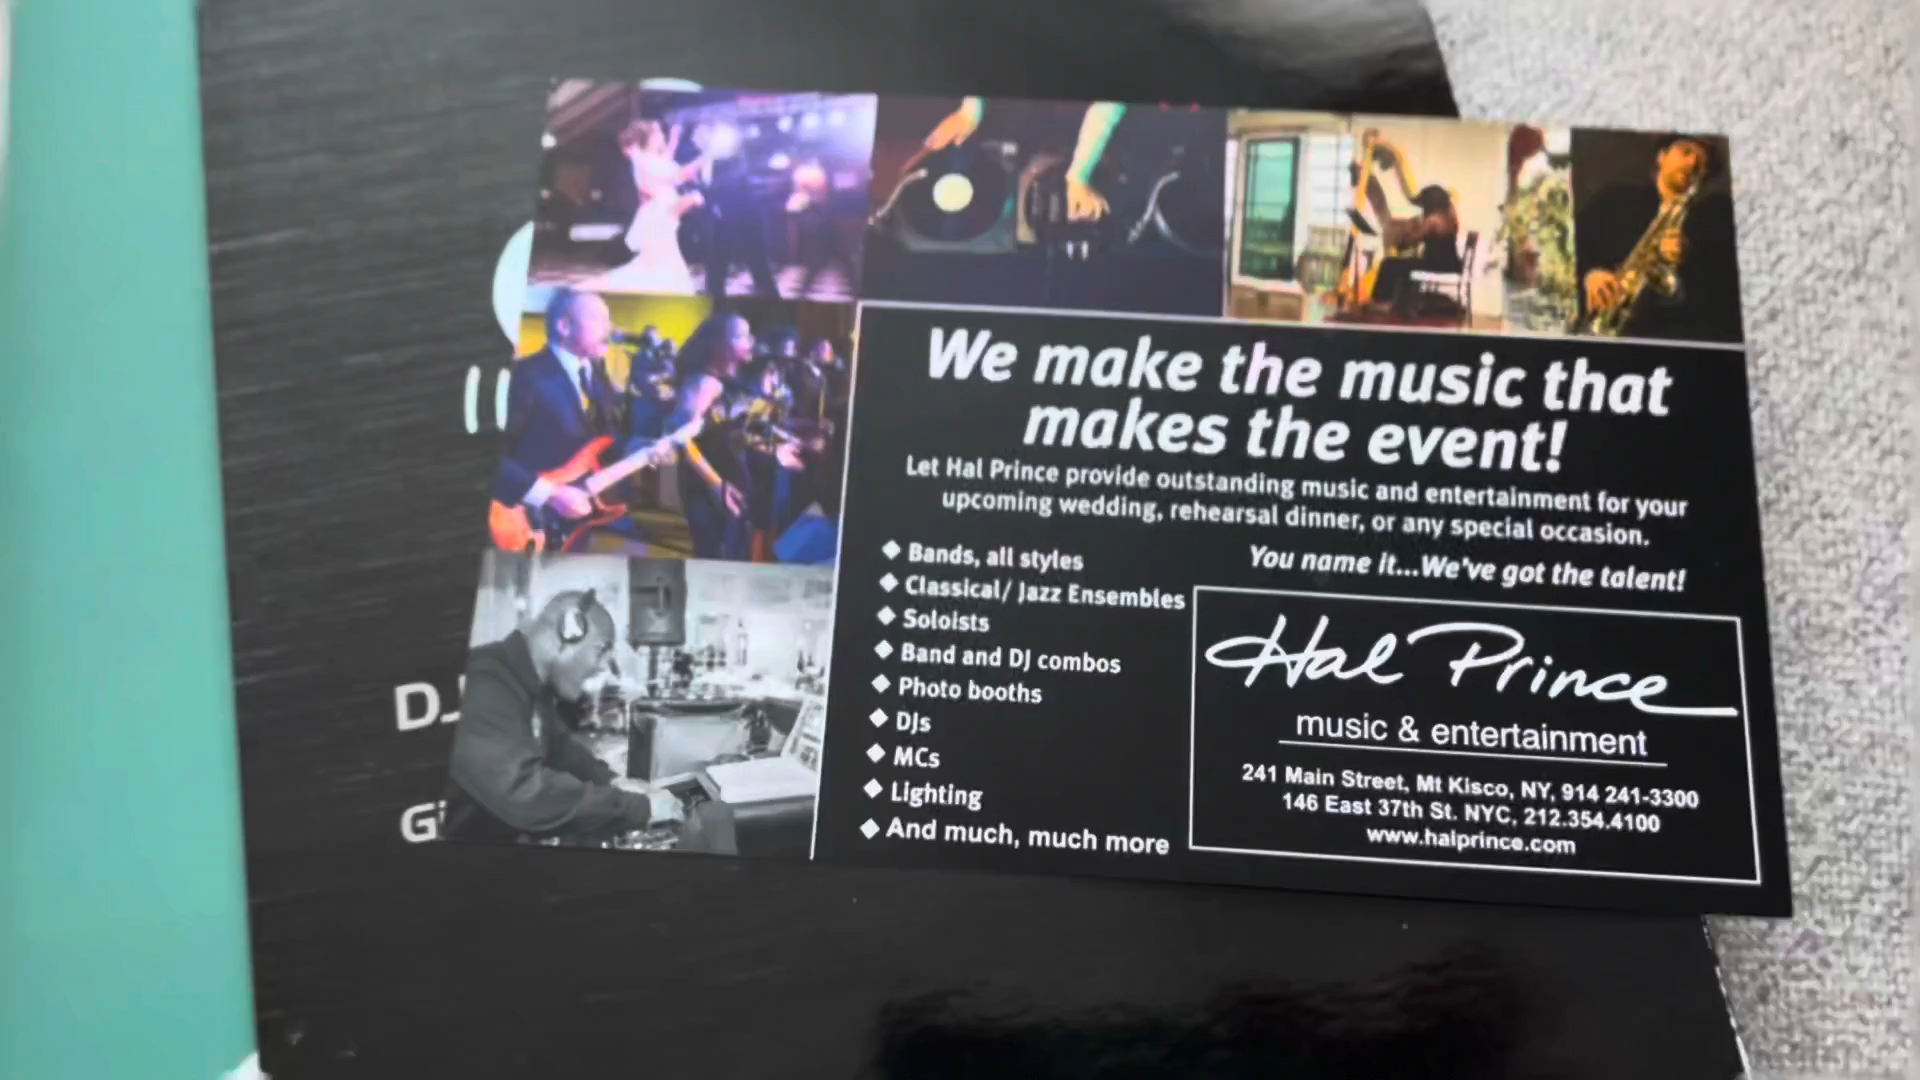 We make the music that
makes the event!
Let Hal Prince provide outstanding music and entertainment for your
upcoming wedding, rehearsal dinner, or any special occasion.
You name it...We've got the talent!
◆ Bands, all styles
◆ Classical/ Jazz Ensembles
◆ Soloists
◆ Band and DJ combos
◆ Photo booths
◆ DJs
◆ MCs
◆ Lighting
◆ And much, much more
Hal Prince
music & entertainment
241 Main Street, Mt Kisco, NY, 914 241-3300
146 East 37th St. NYC, 212.354.4100
www.halprince.com
DJ